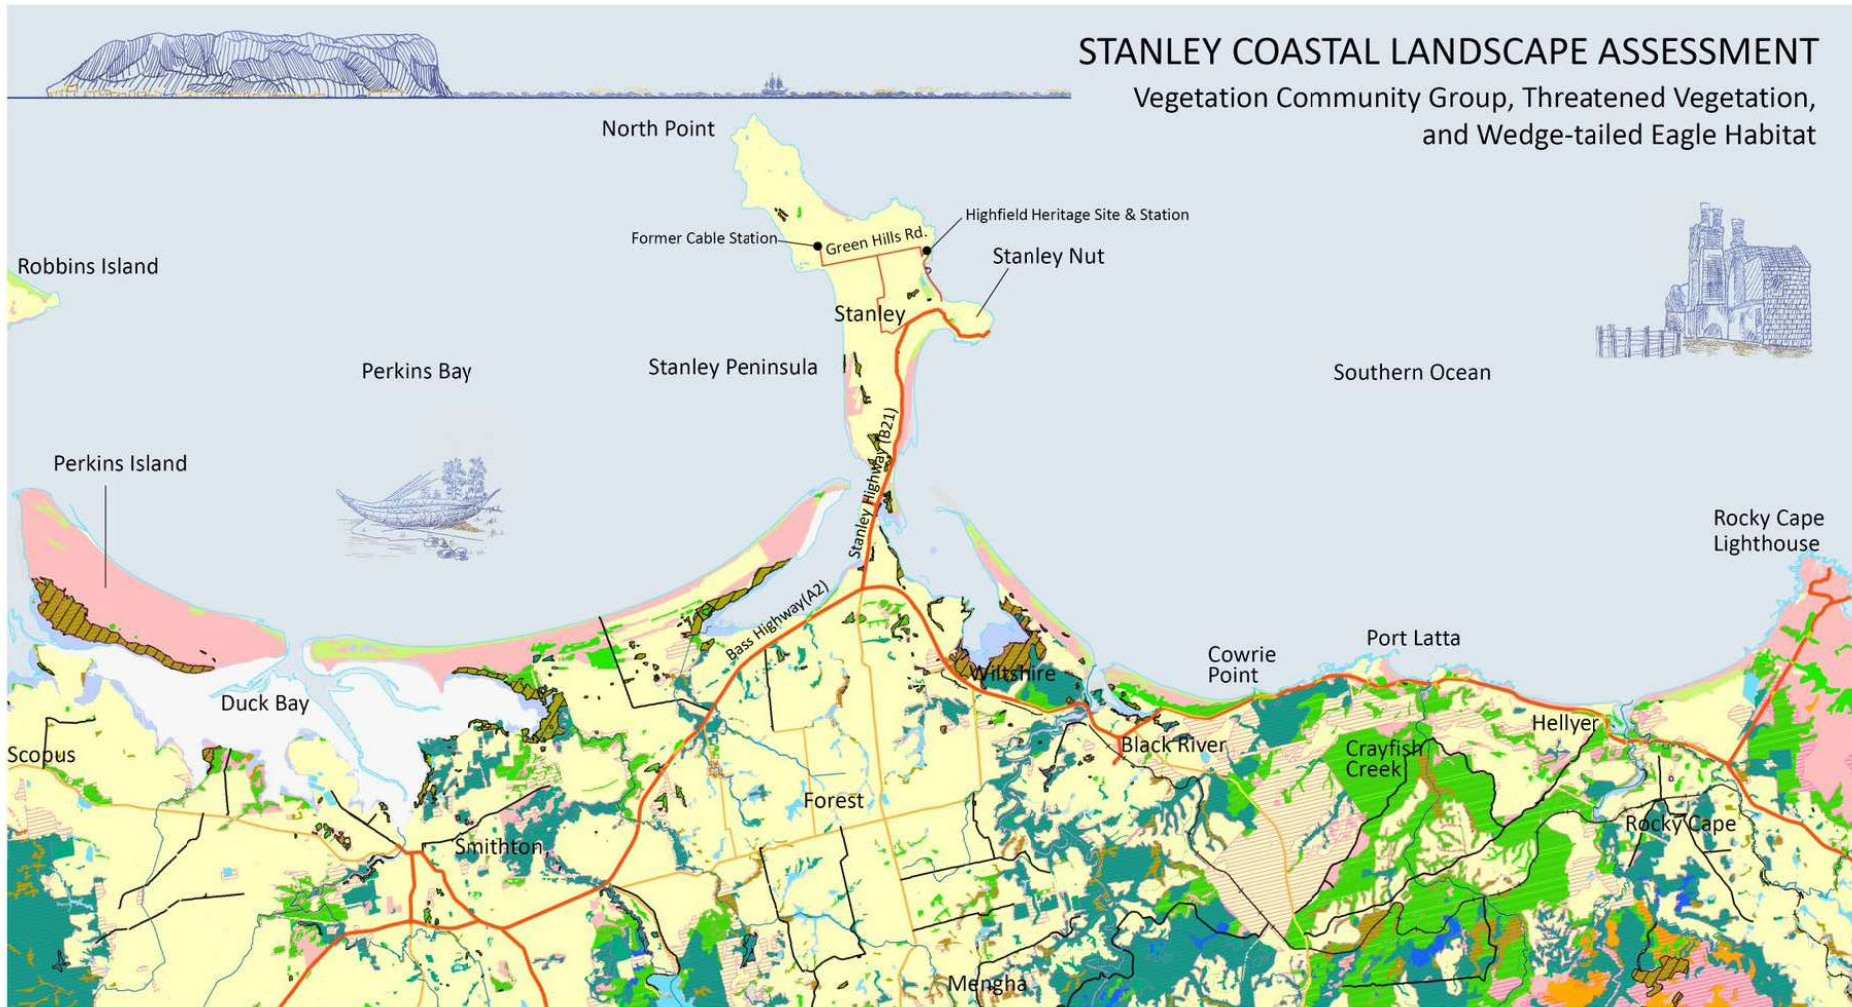 STANLEY COASTAL LANDSCAPE ASSESSMENT
Vegetation Community Group, Threatened Vegetation,
and Wedge-tailed Eagle Habitat
North Point
Highfield Heritage Site & Station
Former Cable Station
Green Hills Rd.
Stanley Nut
Robbins Island
Stanley
Perkins Bay
Stanley Peninsula
Southern Ocean
Stanley Highway (B21)
Perkins Island
Rocky Cape
Lighthouse
Bass Highway(A2)
Port Latta
Cowrie
Point
Wiltshire
Duck Bay
Hellyer
Black River
Crayfish
Creek
Scopus
Forest
Rocky Cape
Smithton
Mengha